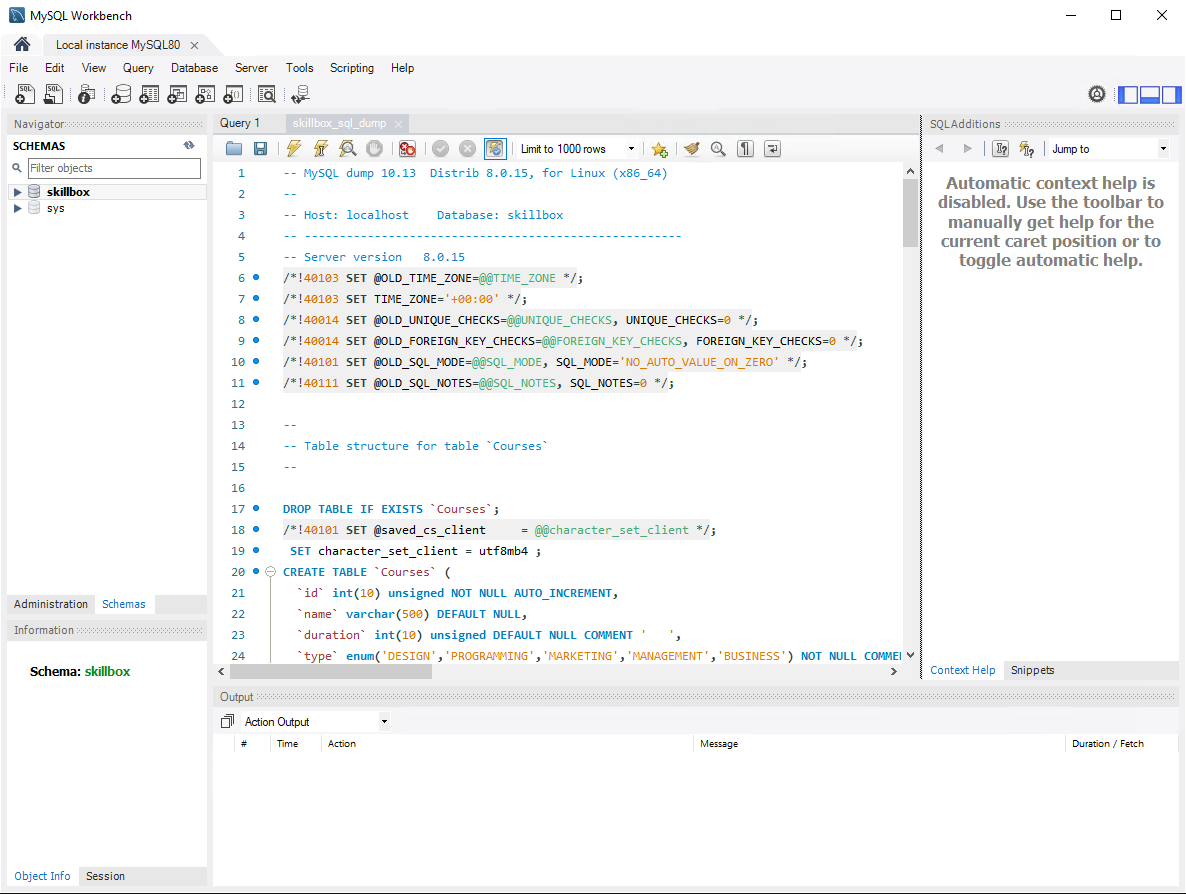 MySQL Workbench
Local instance MySQL80
File Edit View Query Database Server Tools Scripting Help
Navigator
SCHEMAS
Filter objects
skillbox
sys
Administration Schemas
Information
Schema: skillbox
Object Info Session
Query 1 skillbox_sql_dump
Limit to 1000 rows
1 -- MySQL dump 10.13  Distrib 8.0.15, for Linux (x86_64)
2 --
3 -- Host: localhost    Database: skillbox
4 -- ------------------------------------------------------
5 -- Server version   8.0.15
6 /*!40103 SET @OLD_TIME_ZONE=@@TIME_ZONE */;
7 /*!40103 SET TIME_ZONE='+00:00' */;
8 /*!40014 SET @OLD_UNIQUE_CHECKS=@@UNIQUE_CHECKS, UNIQUE_CHECKS=0 */;
9 /*!40014 SET @OLD_FOREIGN_KEY_CHECKS=@@FOREIGN_KEY_CHECKS, FOREIGN_KEY_CHECKS=0 */;
10 /*!40101 SET @OLD_SQL_MODE=@@SQL_MODE, SQL_MODE='NO_AUTO_VALUE_ON_ZERO' */;
11 /*!40111 SET @OLD_SQL_NOTES=@@SQL_NOTES, SQL_NOTES=0 */;
12
13 --
14 -- Table structure for table `Courses`
15 --
16
17 DROP TABLE IF EXISTS `Courses`;
18 /*!40101 SET @saved_cs_client     = @@character_set_client */;
19 SET character_set_client = utf8mb4 ;
20 CREATE TABLE `Courses` (
21 `id` int(10) unsigned NOT NULL AUTO_INCREMENT,
22 `name` varchar(500) DEFAULT NULL,
23 `duration` int(10) unsigned DEFAULT NULL COMMENT '   ',
24 `type` enum('DESIGN','PROGRAMMING','MARKETING','MANAGEMENT','BUSINESS') NOT NULL COMME
SQLAdditions
Jump to
Automatic context help is
disabled. Use the toolbar to
manually get help for the
current caret position or to
toggle automatic help.
Context Help Snippets
Output
Action Output
# Time Action Message Duration / Fetch